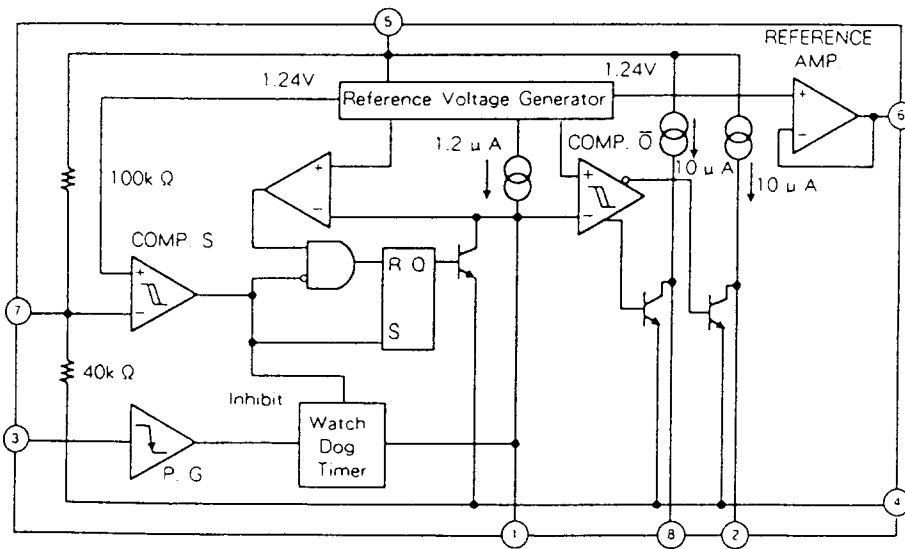 5
REFERENCE
AMP.
1.24V
1.24V
Reference Voltage Generator
+
−
6
1.2 μ A
COMP. O̅
10 μ A
10 μ A
100k Ω
+
−
+
−
COMP. S
+
−
R Q
S
7
40k Ω
Inhibit
3
P. G
Watch
Dog
Timer
4
1
8
2